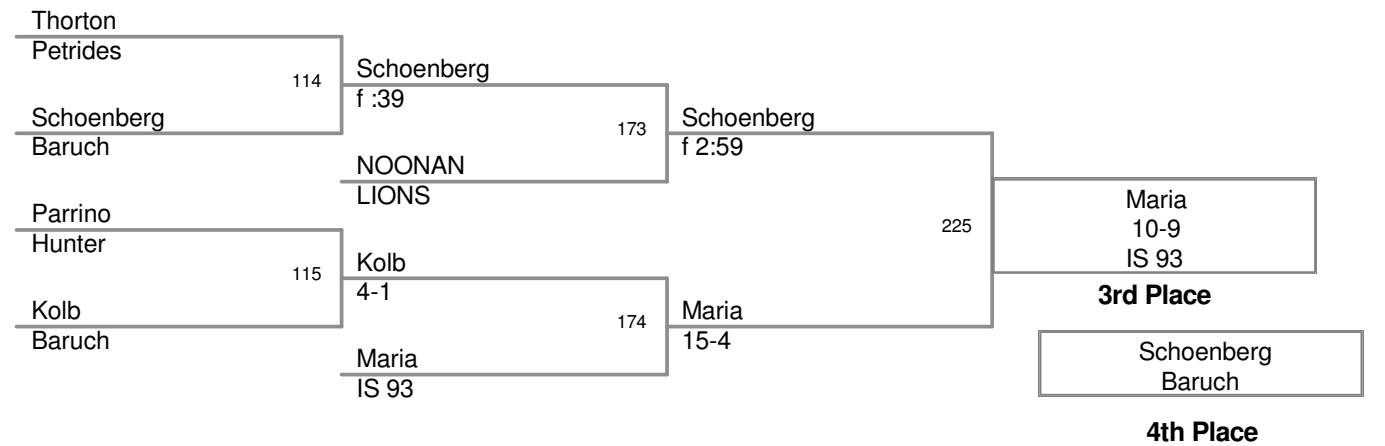 Thorton
Petrides
114
Schoenberg
f :39
Schoenberg
Baruch
173
Schoenberg
f 2:59
NOONAN
LIONS
Parrino
Hunter
115
Kolb
4-1
Kolb
Baruch
174
Maria
15-4
Maria
IS 93
225
Maria
10-9
IS 93
3rd Place
Schoenberg
Baruch
4th Place